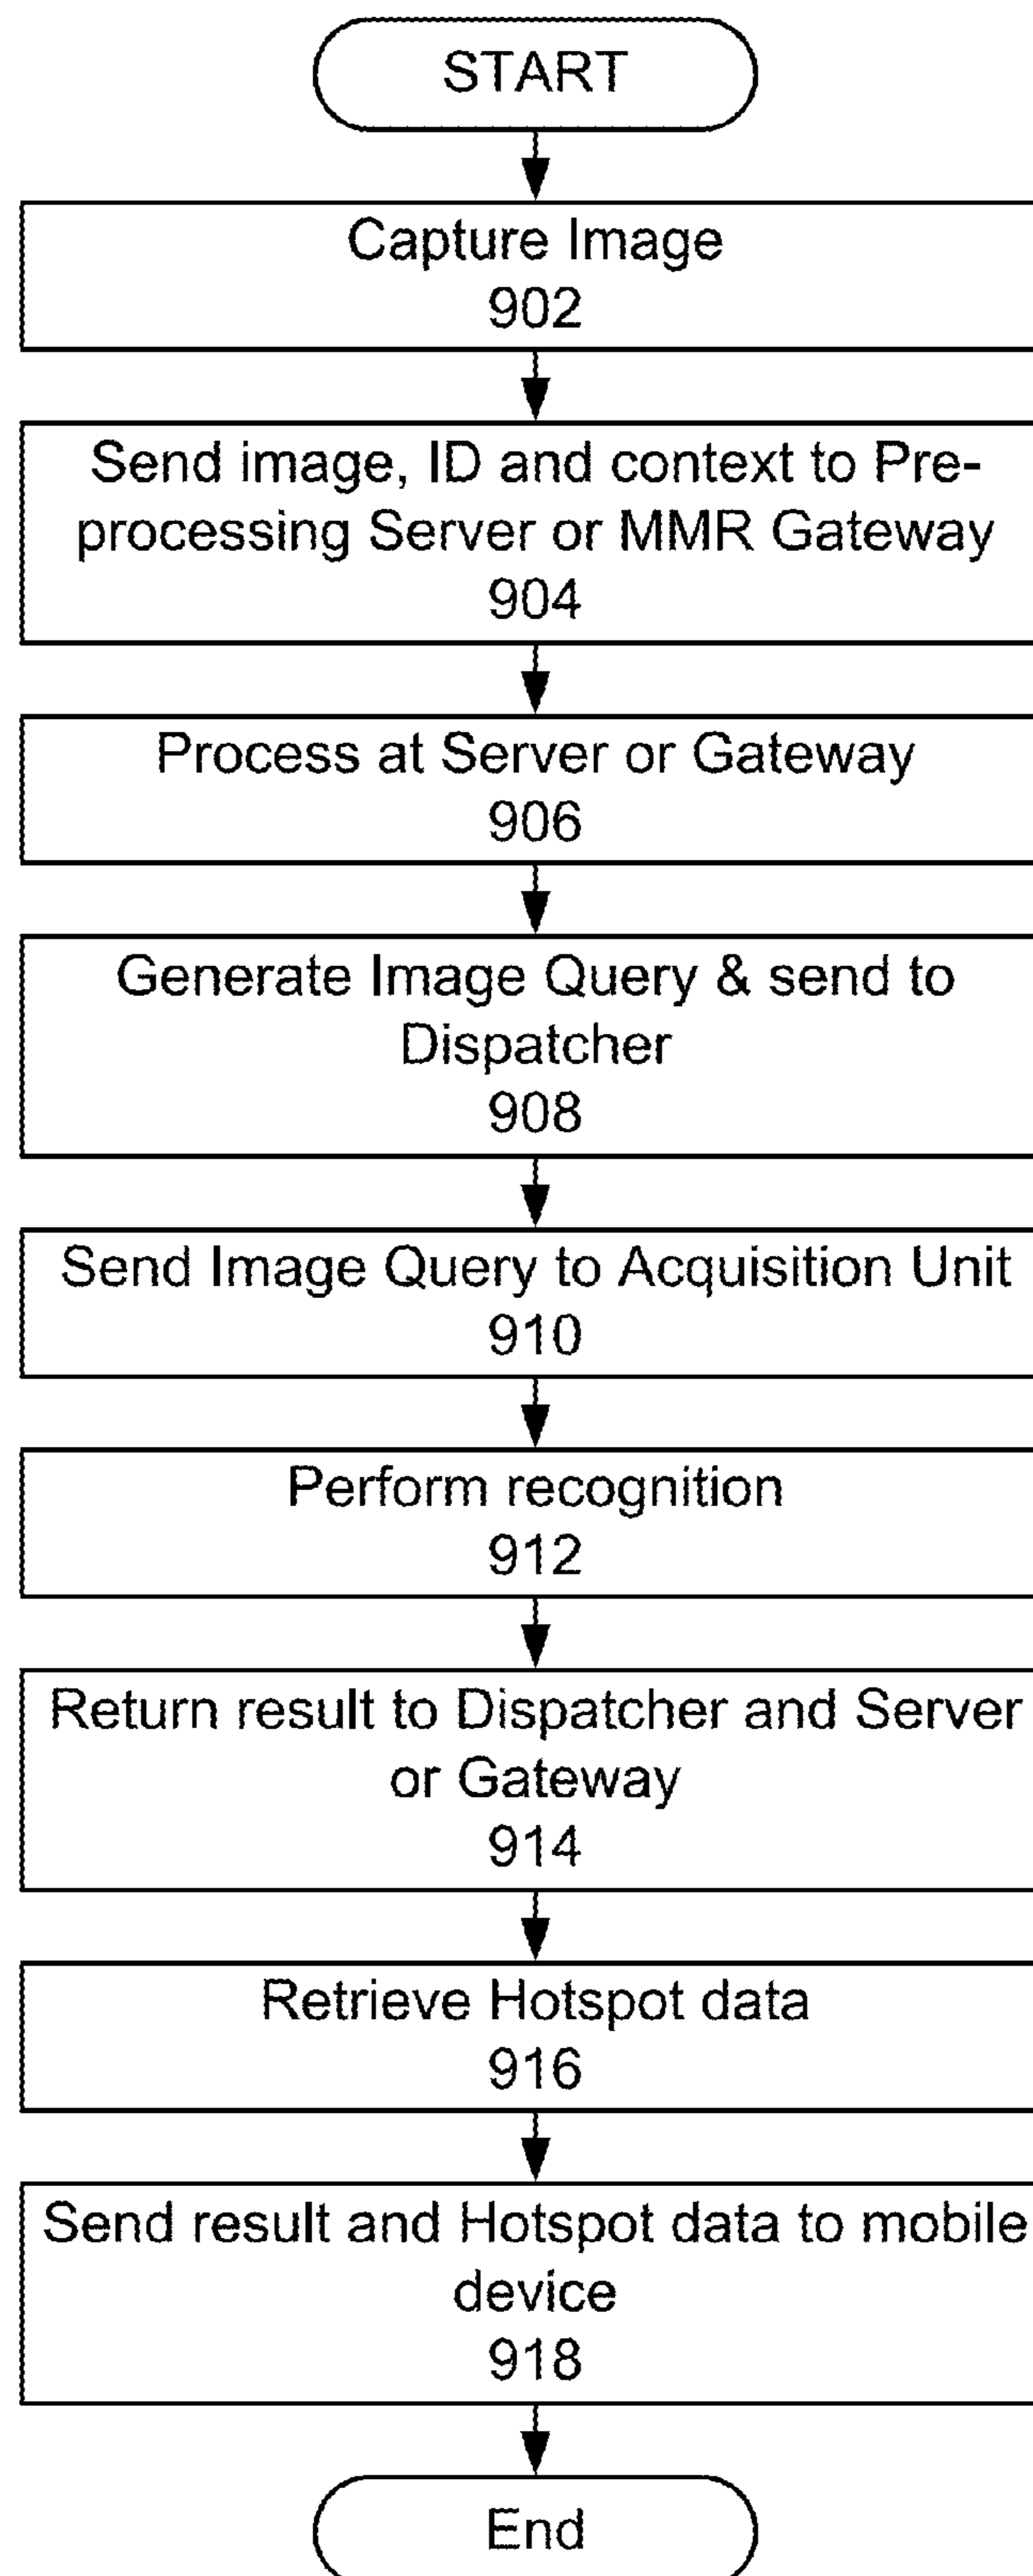 START
Capture Image
902
Send image, ID and context to Pre-
processing Server or MMR Gateway
904
Process at Server or Gateway
906
Generate Image Query & send to
Dispatcher
908
Send Image Query to Acquisition Unit
910
Perform recognition
912
Return result to Dispatcher and Server
or Gateway
914
Retrieve Hotspot data
916
Send result and Hotspot data to mobile
device
918
End